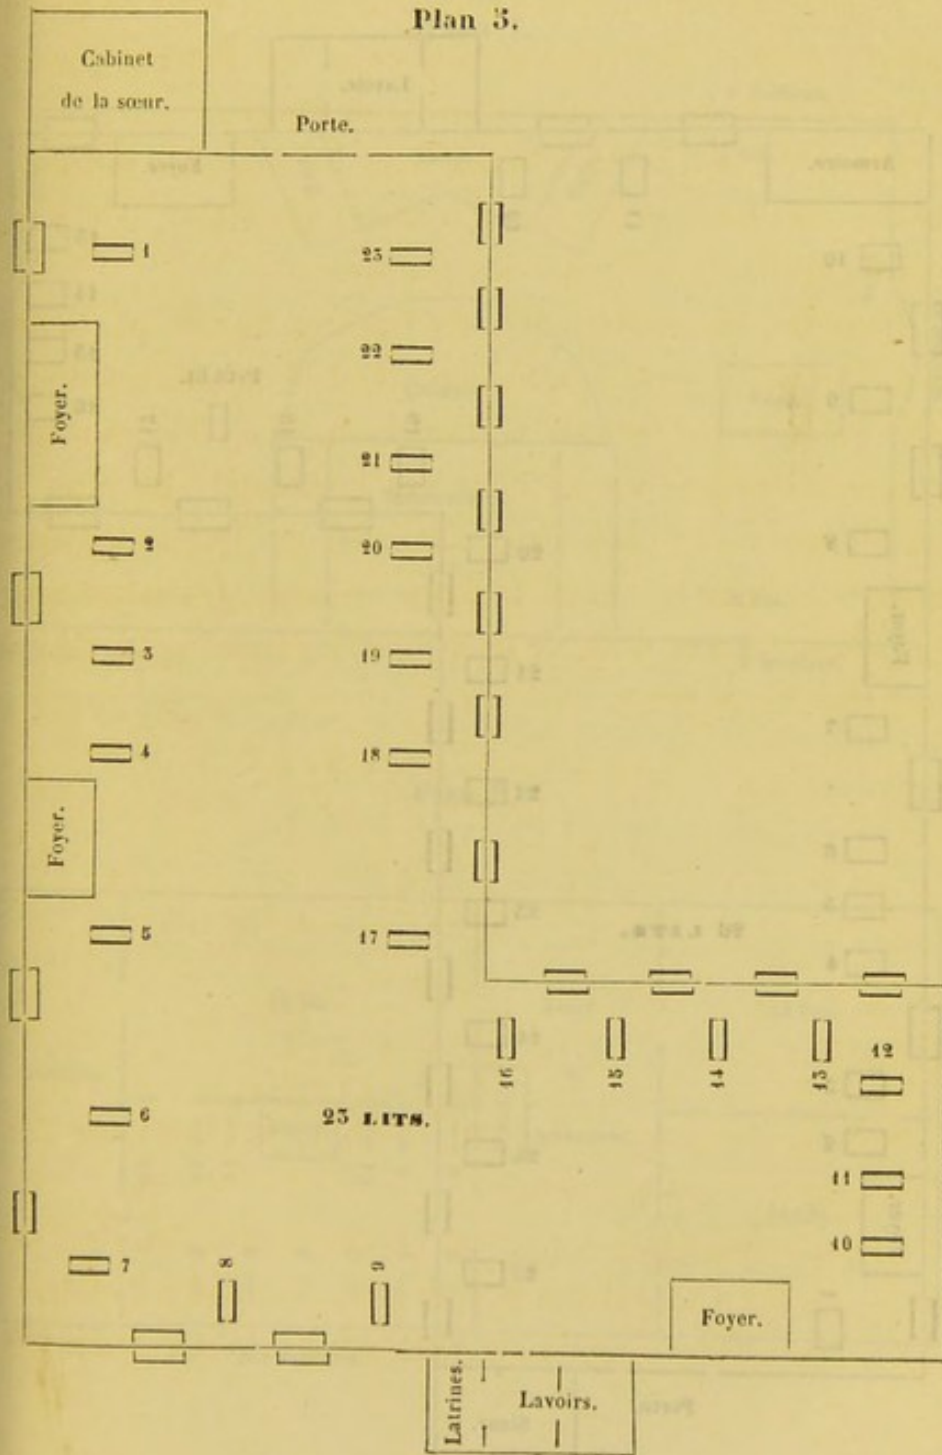 Plan 5.
Cabinet
de la sœur.
Porte.
1
23
22
Foyer.
21
2
20
3
19
4
18
Foyer.
5
17
16
15
14
13
12
6
23 LITS.
11
10
7
8
9
Foyer.
Latrines.
Lavoirs.